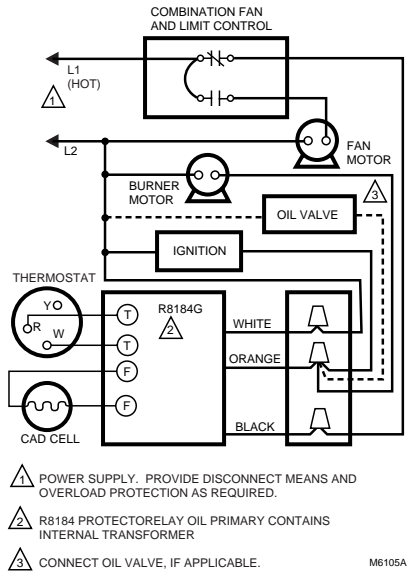 COMBINATION FAN
AND LIMIT CONTROL
L1
(HOT)
1
L2
FAN
MOTOR
BURNER
MOTOR
3
OIL VALVE
IGNITION
THERMOSTAT
Y
R
W
T
R8184G
2
T
F
F
WHITE
ORANGE
BLACK
CAD CELL
1 POWER SUPPLY. PROVIDE DISCONNECT MEANS AND
OVERLOAD PROTECTION AS REQUIRED.
2 R8184 PROTECTORELAY OIL PRIMARY CONTAINS
INTERNAL TRANSFORMER
3 CONNECT OIL VALVE, IF APPLICABLE.
M6105A